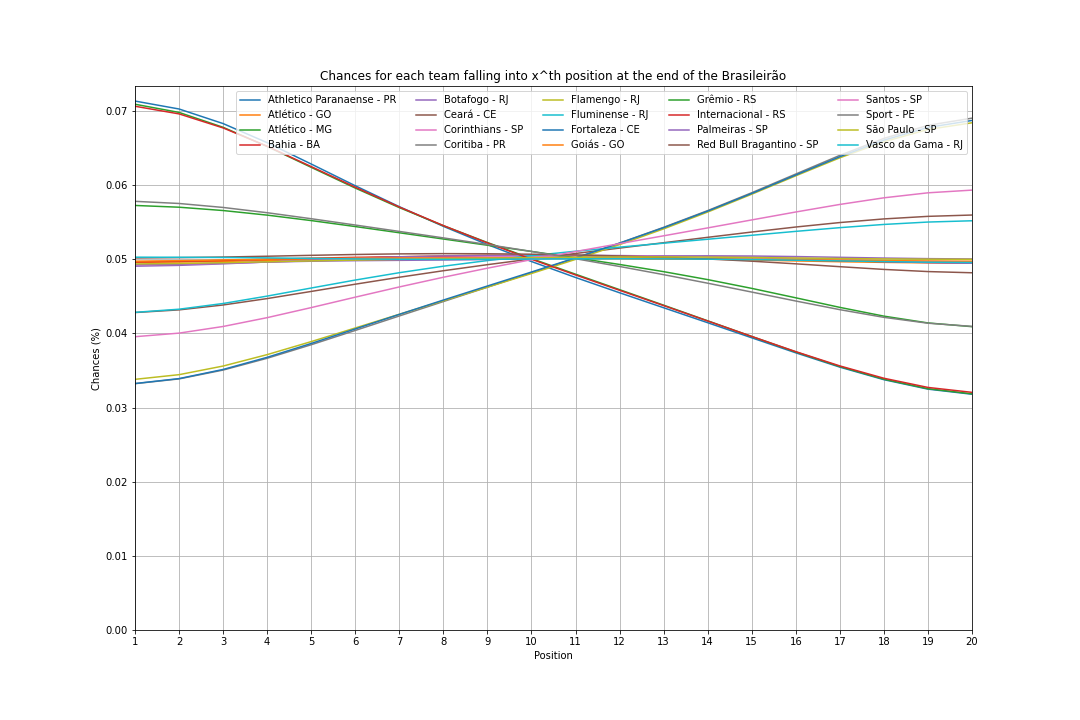 Chances for each team falling into x^th position at the end of the Brasileirão
Athletico Paranaense - PR
Atlético - GO
Atlético - MG
Bahia - BA
Botafogo - RJ
Ceará - CE
Corinthians - SP
Coritiba - PR
Flamengo - RJ
Fluminense - RJ
Fortaleza - CE
Goiás - GO
Grêmio - RS
Internacional - RS
Palmeiras - SP
Red Bull Bragantino - SP
Santos - SP
Sport - PE
São Paulo - SP
Vasco da Gama - RJ
Chances (%)
0.07
0.06
0.05
0.04
0.03
0.02
0.01
0.00
1 2 3 4 5 6 7 8 9 10 11 12 13 14 15 16 17 18 19 20
Position